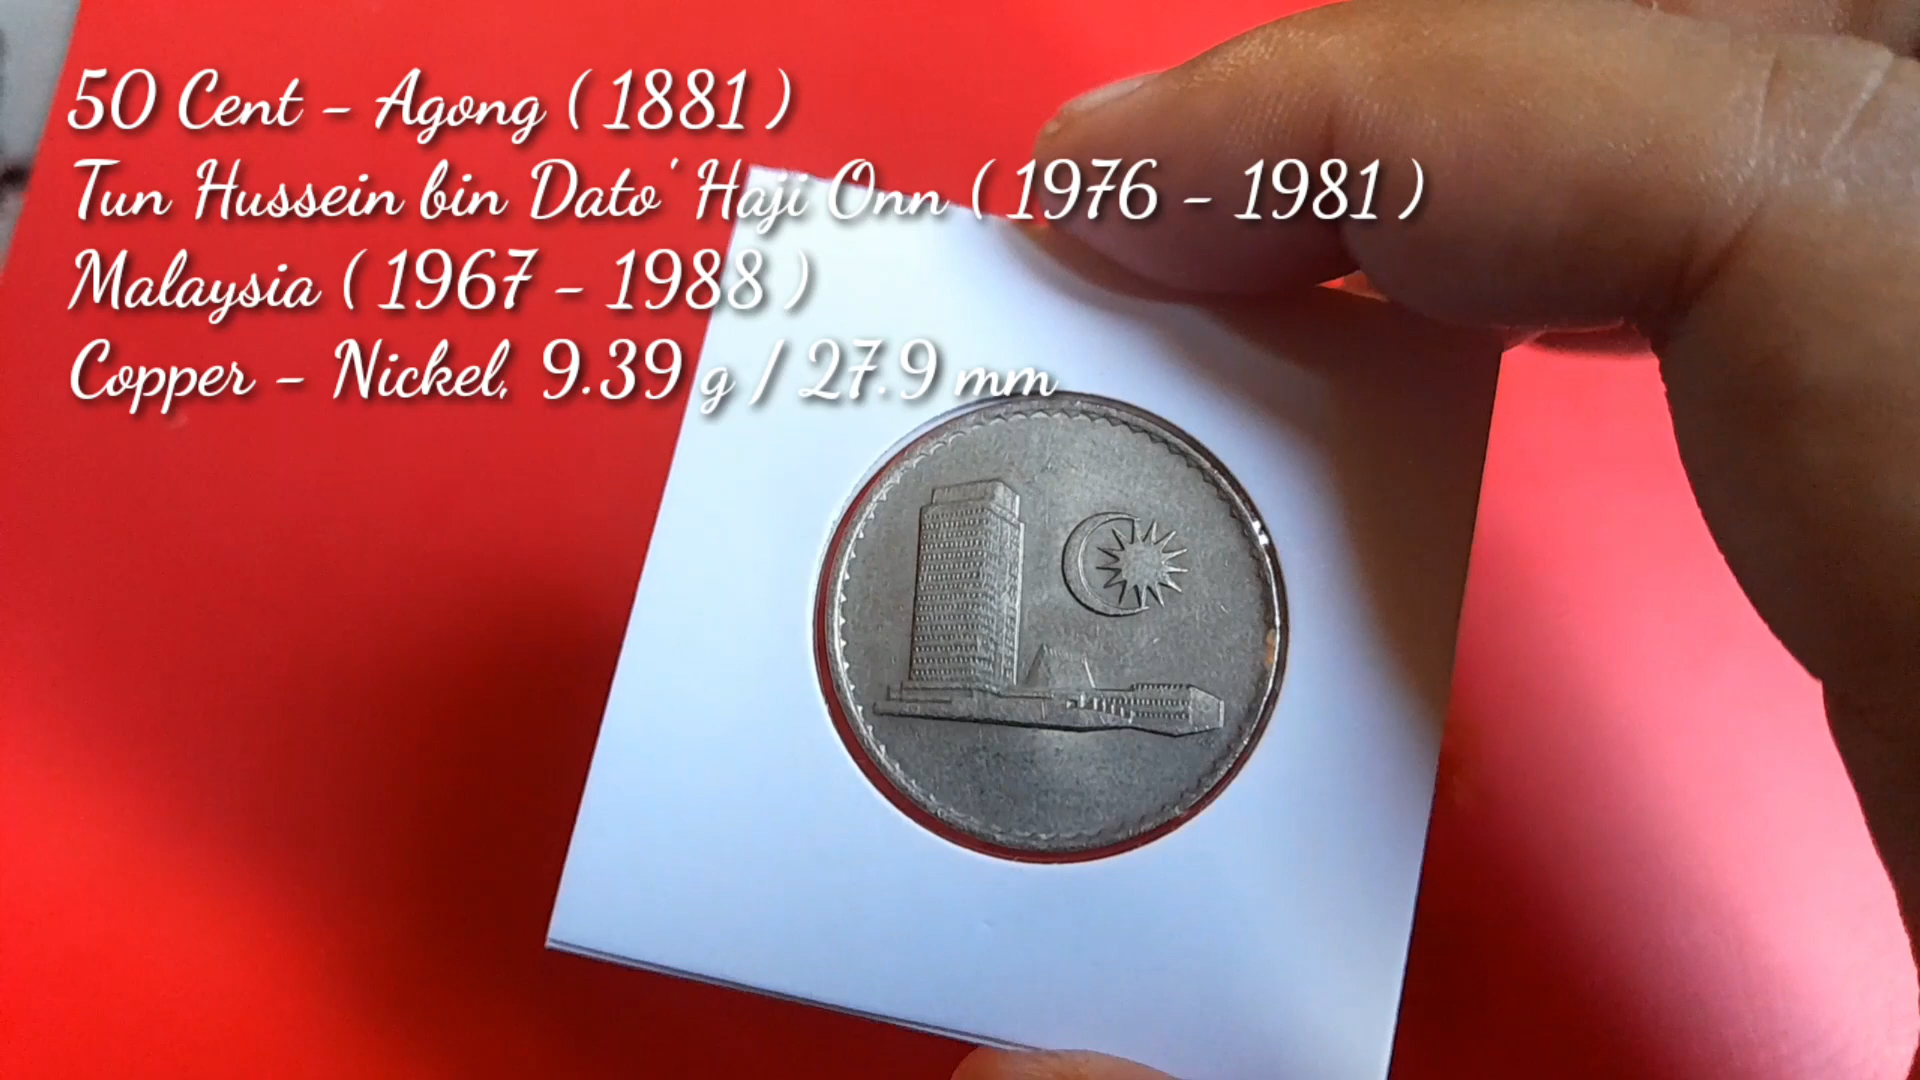 50 Cent - Agong ( 1881 )
Tun Hussein bin Dato' Haji Onn ( 1976 - 1981 )
Malaysia ( 1967 - 1988 )
Copper - Nickel, 9.39 g / 27.9 mm